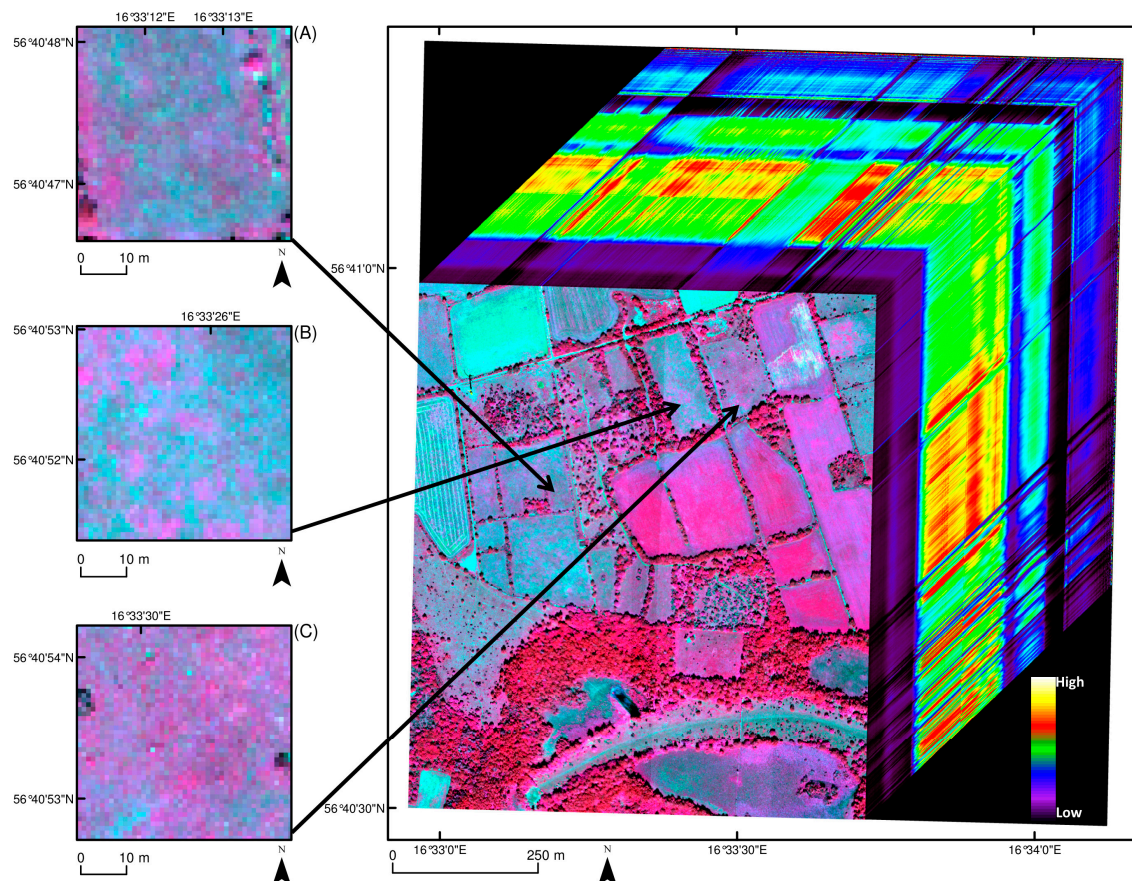 16°33'12"E 16°33'13"E
56°40'48"N
(A)
56°40'47"N
0 10 m
N
16°33'26"E
56°40'53"N
(B)
56°40'52"N
0 10 m
N
16°33'30"E
(C)
56°40'54"N
56°40'53"N
0 10 m
N
56°41'0"N
56°40'30"N
High
Low
16°33'0"E 16°33'30"E 16°34'0"E
0 250 m
N